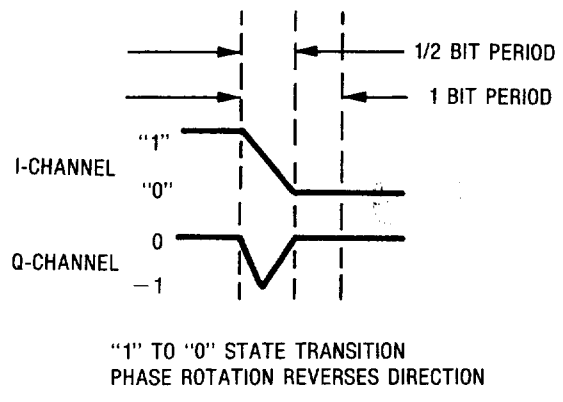 1/2 BIT PERIOD
1 BIT PERIOD
"1"
I-CHANNEL
"0"
0
Q-CHANNEL
−1
"1" TO "0" STATE TRANSITION
PHASE ROTATION REVERSES DIRECTION